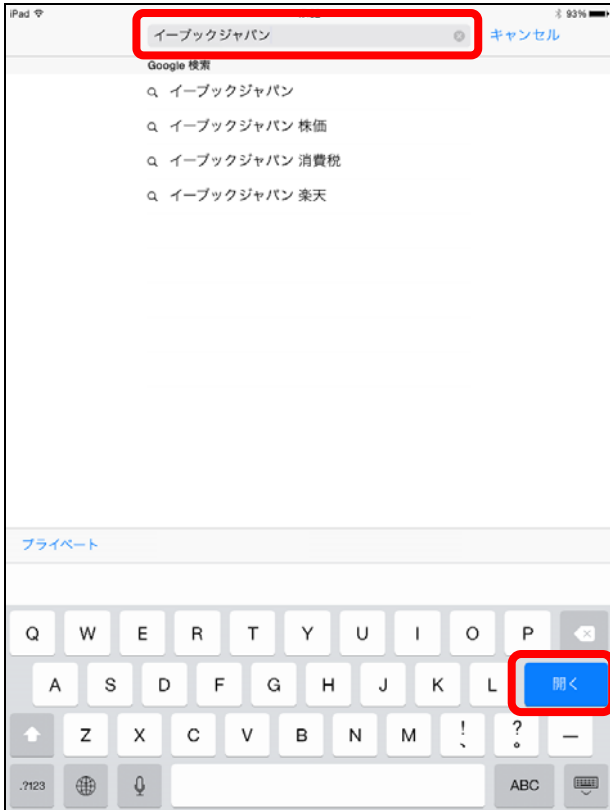 iPad 93%
イーブックジャパン キャンセル
Google 検索
イーブックジャパン
イーブックジャパン 株価
イーブックジャパン 消費税
イーブックジャパン 楽天
プライベート
Q W E R T Y U I O P
A S D F G H J K L 開く
Z X C V B N M ! 、 ? 。 ー
.?123 ABC